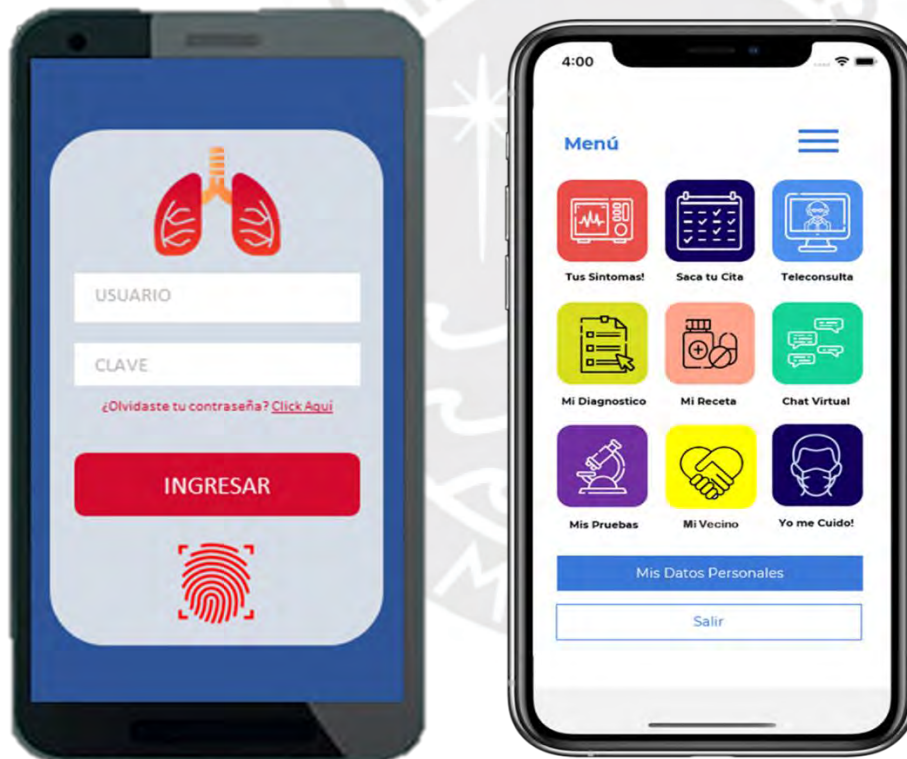 USUARIO
CLAVE
¿Olvidaste tu contraseña? Click Aquí
INGRESAR
4:00
Menú
Tus Sintomas! Saca tu Cita Teleconsulta
Mi Diagnostico Mi Receta Chat Virtual
Mis Pruebas Mi Vecino Yo me Cuido!
Mis Datos Personales
Salir